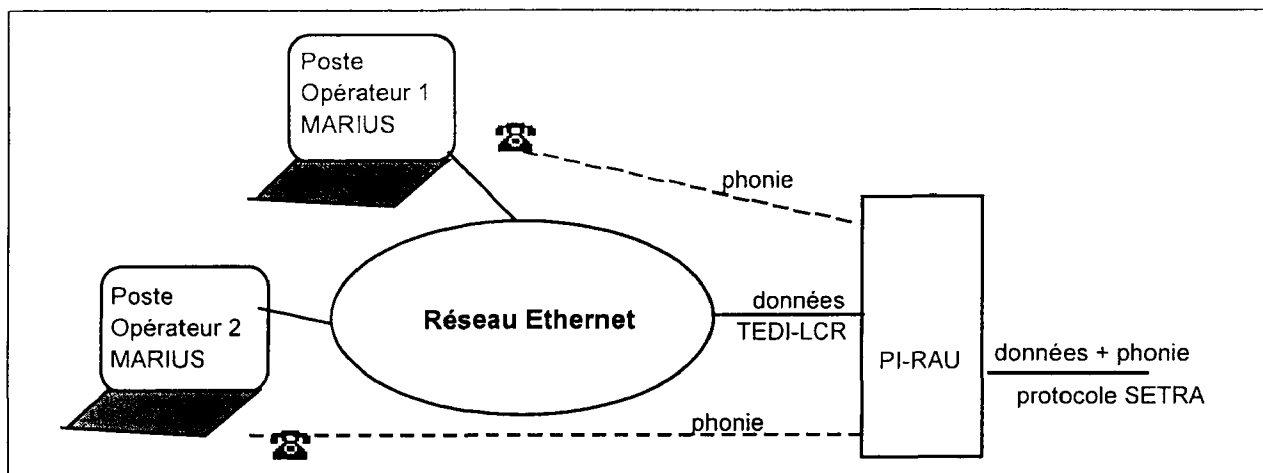 Poste
Opérateur 1
MARIUS
phonie
Poste
Opérateur 2
MARIUS
Réseau Ethernet
données
TEDI-LCR
PI-RAU
données + phonie
protocole SETRA
phonie